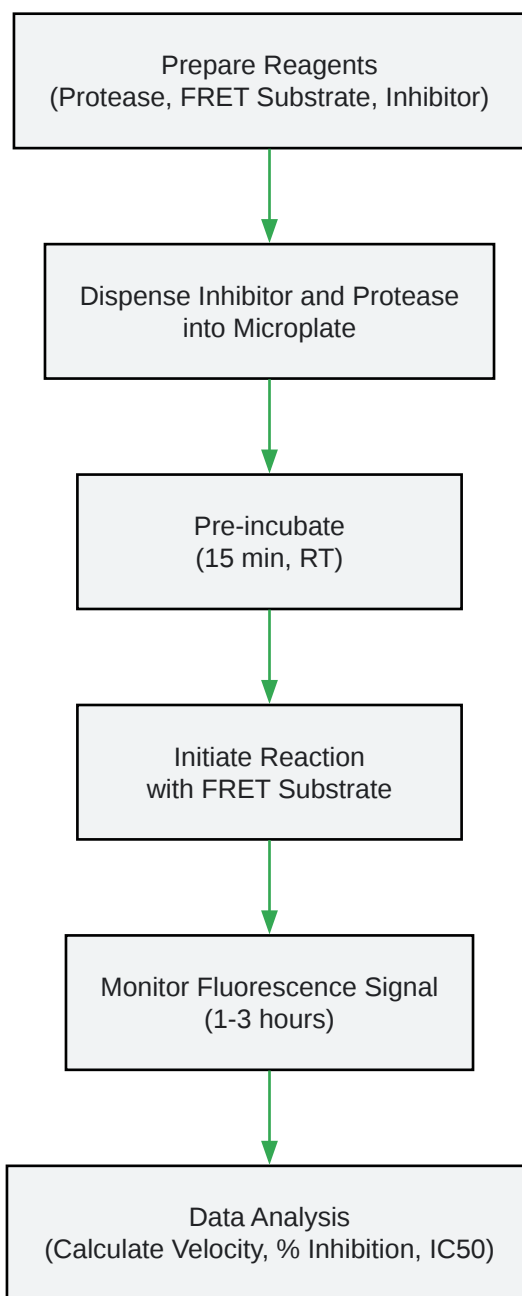 Prepare Reagents
(Protease, FRET Substrate, Inhibitor)
Dispense Inhibitor and Protease
into Microplate
Pre-incubate
(15 min, RT)
Initiate Reaction
with FRET Substrate
Monitor Fluorescence Signal
(1-3 hours)
Data Analysis
(Calculate Velocity, % Inhibition, IC50)